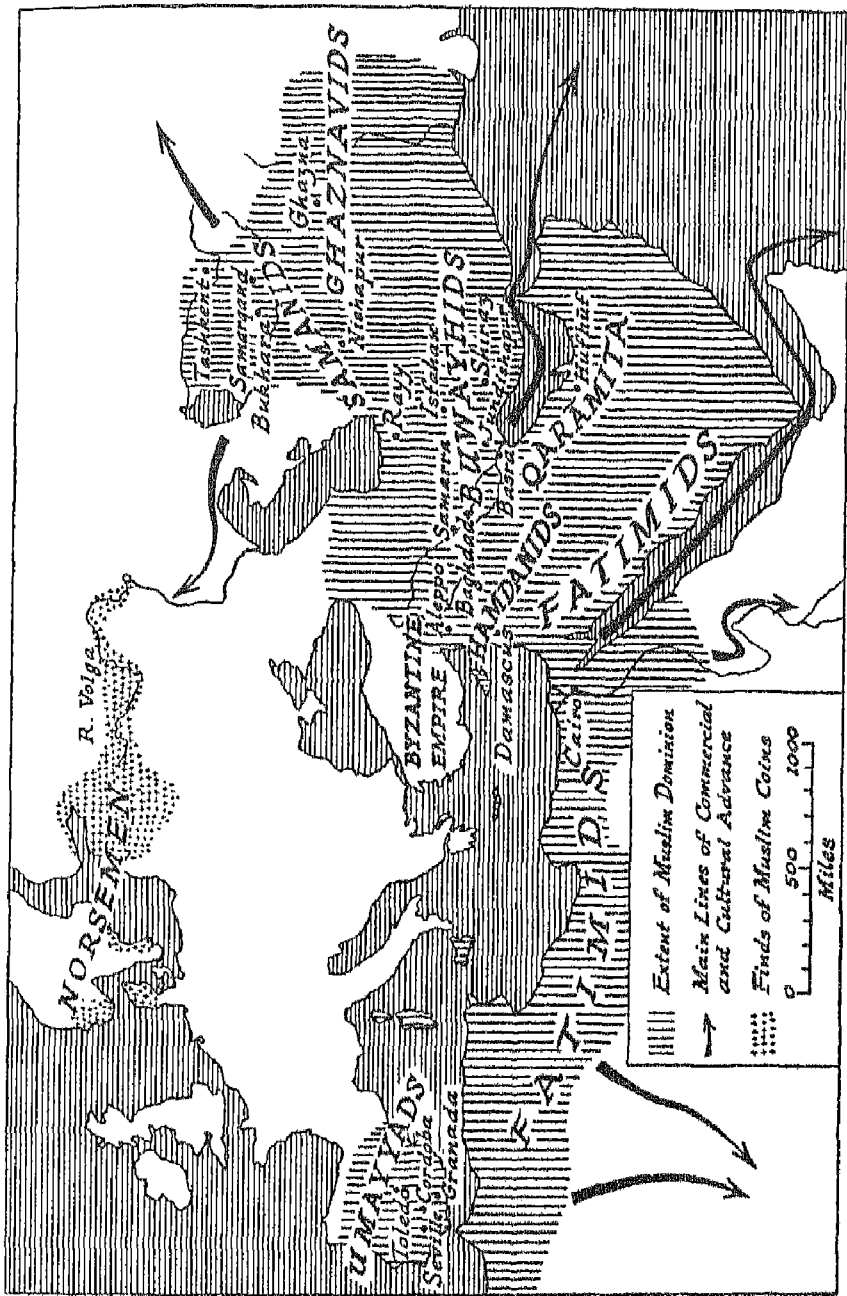 NORSEMEN
R. Volga
UMAYYADS
Toledo
Cordoba
Seville
Granada
BYZANTINE
EMPIRE
Aleppo
Samarra
Baghdad
HAMDANIDS
Damascus
Cairo
FATIMIDS
FATIMIDS
BUWAYHIDS
Rayy
Isfahan
Shiraz
Basra
QARAMITA
Hufhuf
SAMANIDS
Tashkent
Samarqand
Bukhara
Nishapur
GHAZNAVIDS
Ghazna
Extent of Muslim Dominion
Main Lines of Commercial
and Cultural Advance
Finds of Muslim Coins
0 500 1000
Miles